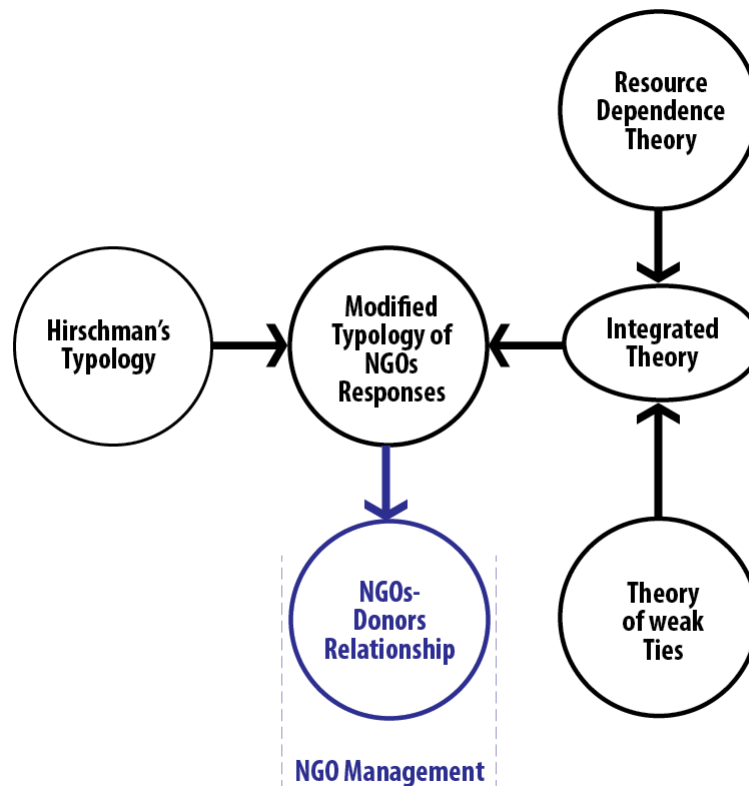 Resource
Dependence
Theory
Hirschman's
Typology
Modified
Typology of
NGOs
Responses
Integrated
Theory
NGOs-
Donors
Relationship
Theory
of weak
Ties
NGO Management